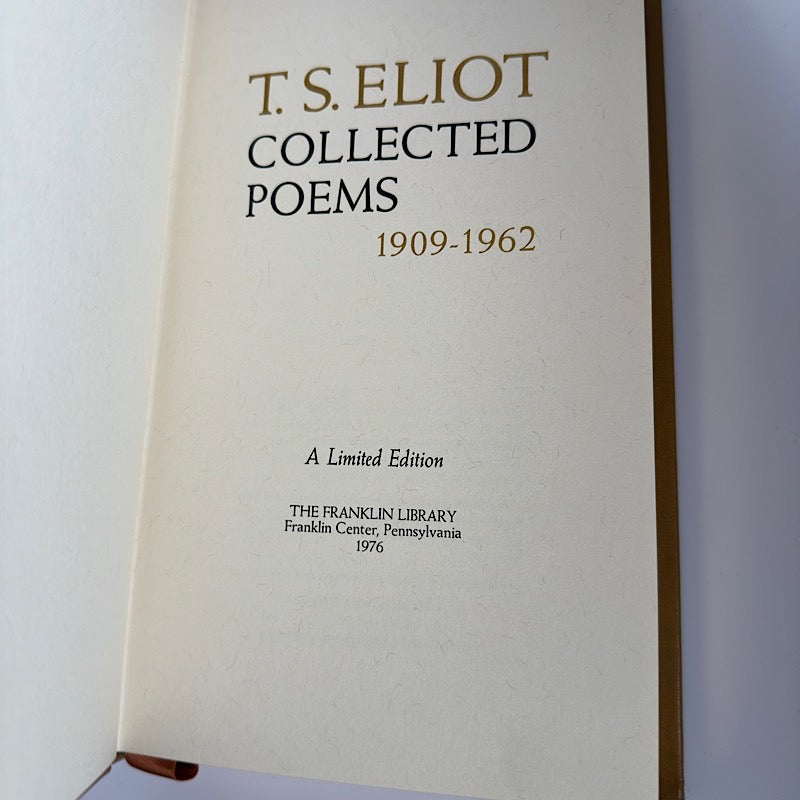 T. S. ELIOT
COLLECTED
POEMS
1909-1962
A Limited Edition
THE FRANKLIN LIBRARY
Franklin Center, Pennsylvania
1976